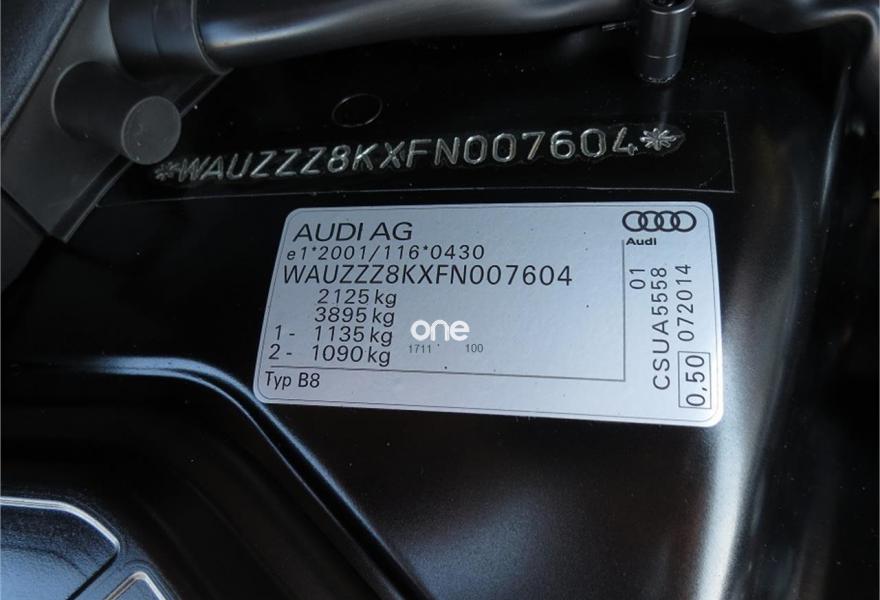 *WAUZZZ8KXFN007604*
AUDI AG
Audi
e1*2001/116*0430
WAUZZZ8KXFN007604
2125 kg
3895 kg
1 - 1135 kg
2 - 1090 kg
one
1711 100
Typ B8
CSUA5558 01
0,50 072014